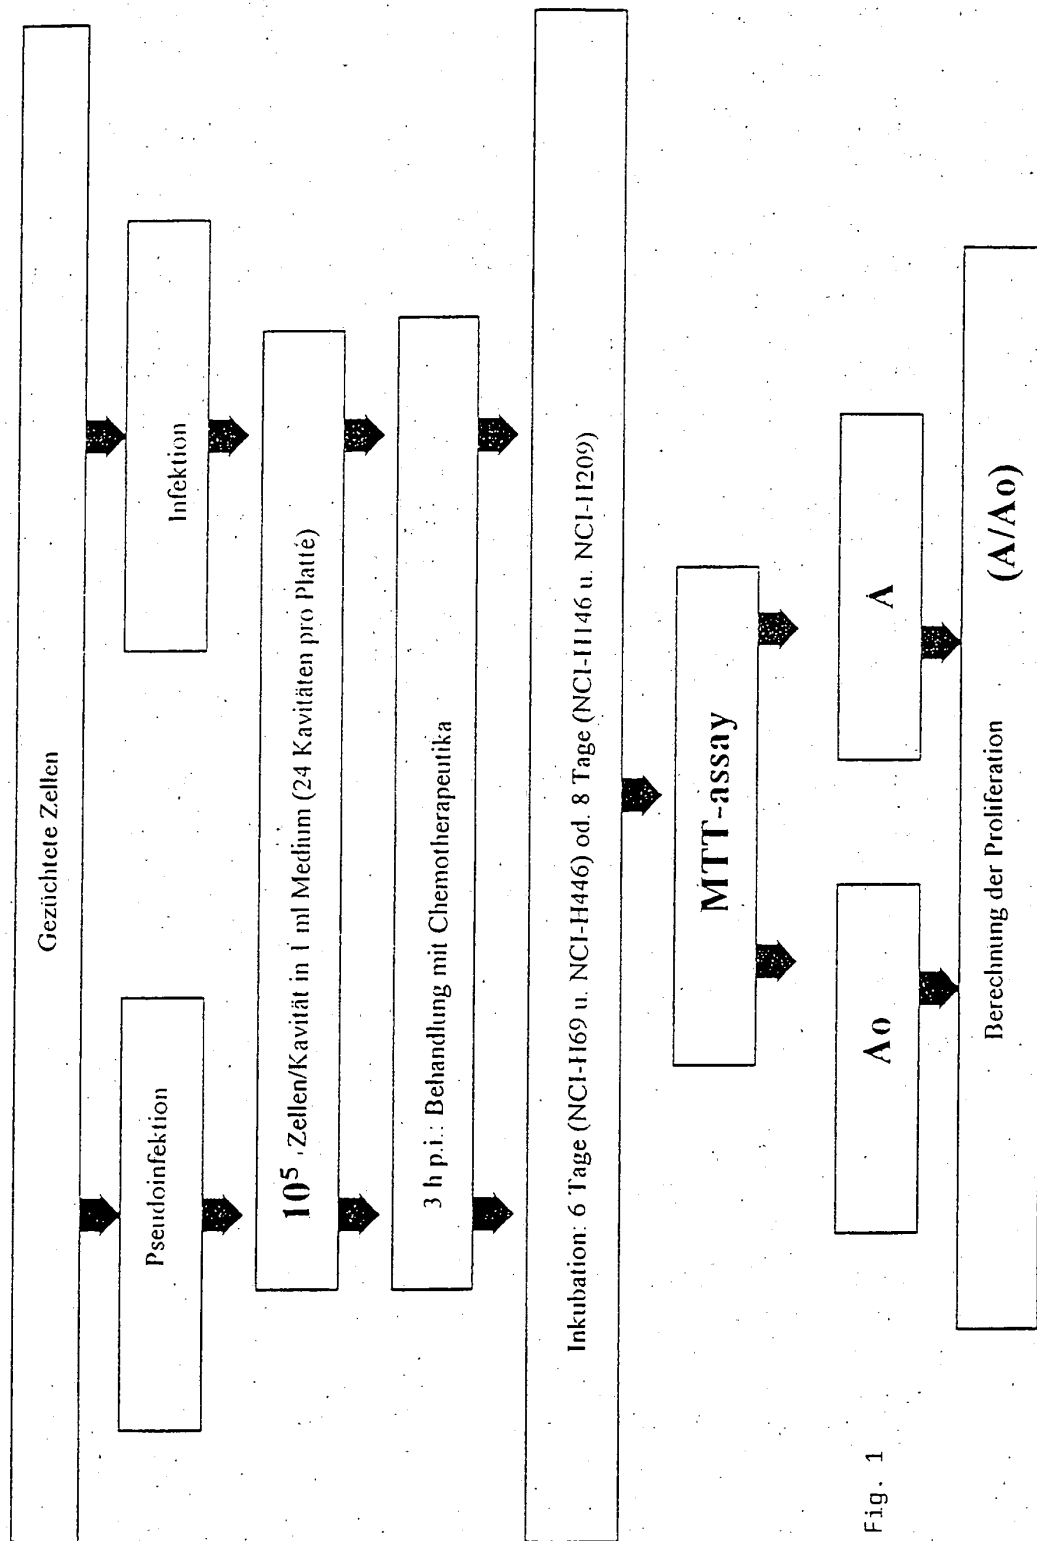 Gezüchtete Zellen
Pseudoinfektion
Infektion
10⁵ Zellen/Kavität in 1 ml Medium (24 Kavitäten pro Platte)
3 h p.i.: Behandlung mit Chemotherapeutika
Inkubation: 6 Tage (NCI-H69 u. NCI-H446) od. 8 Tage (NCI-H146 u. NCI-H209)
MTT-assay
Ao
A
Berechnung der Proliferation (A/Ao)
Fig. 1